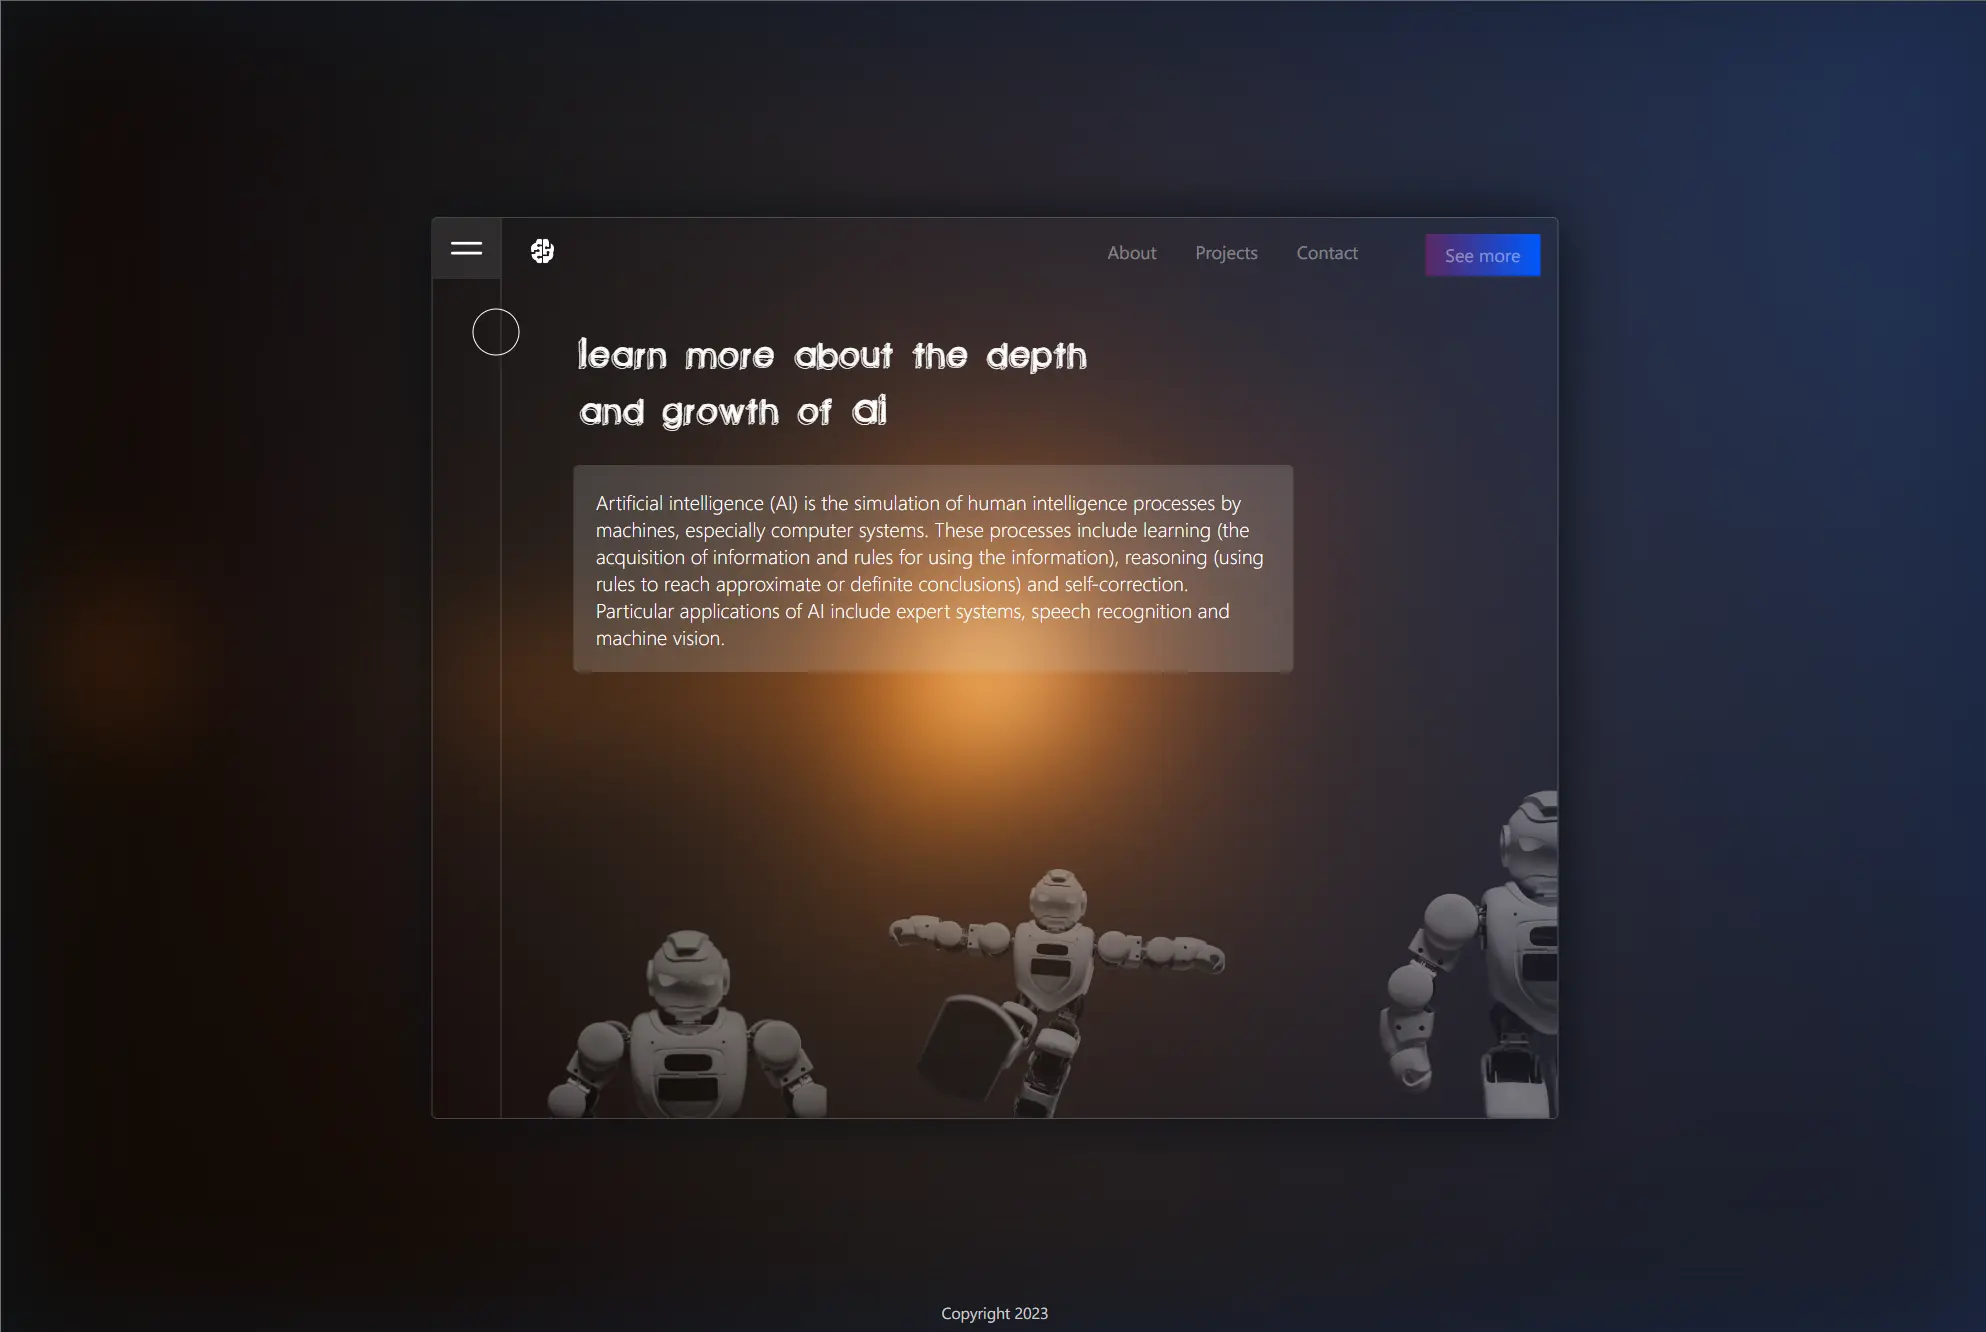 About Projects Contact See more
learn more about the depth
and growth of ai
Artificial intelligence (AI) is the simulation of human intelligence processes by
machines, especially computer systems. These processes include learning (the
acquisition of information and rules for using the information), reasoning (using
rules to reach approximate or definite conclusions) and self-correction.
Particular applications of AI include expert systems, speech recognition and
machine vision.
Copyright 2023